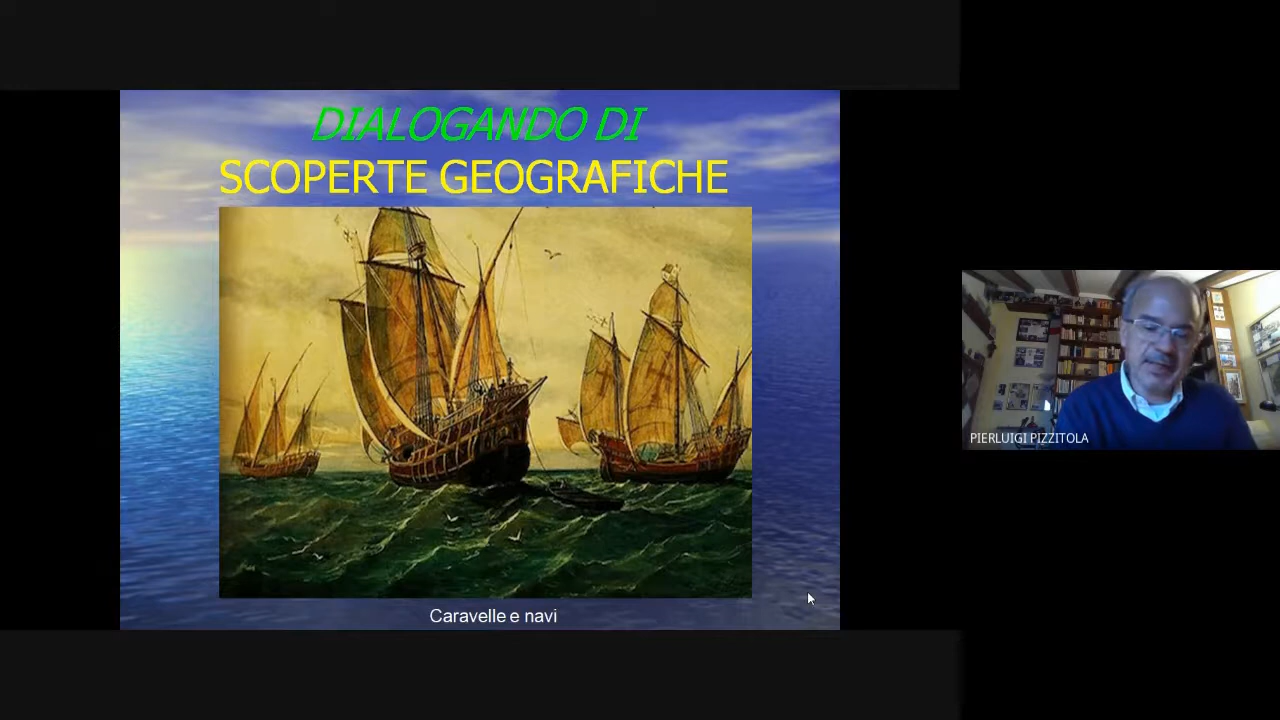 DIALOGANDO DI
SCOPERTE GEOGRAFICHE
Caravelle e navi
PIERLUIGI PIZZITOLA